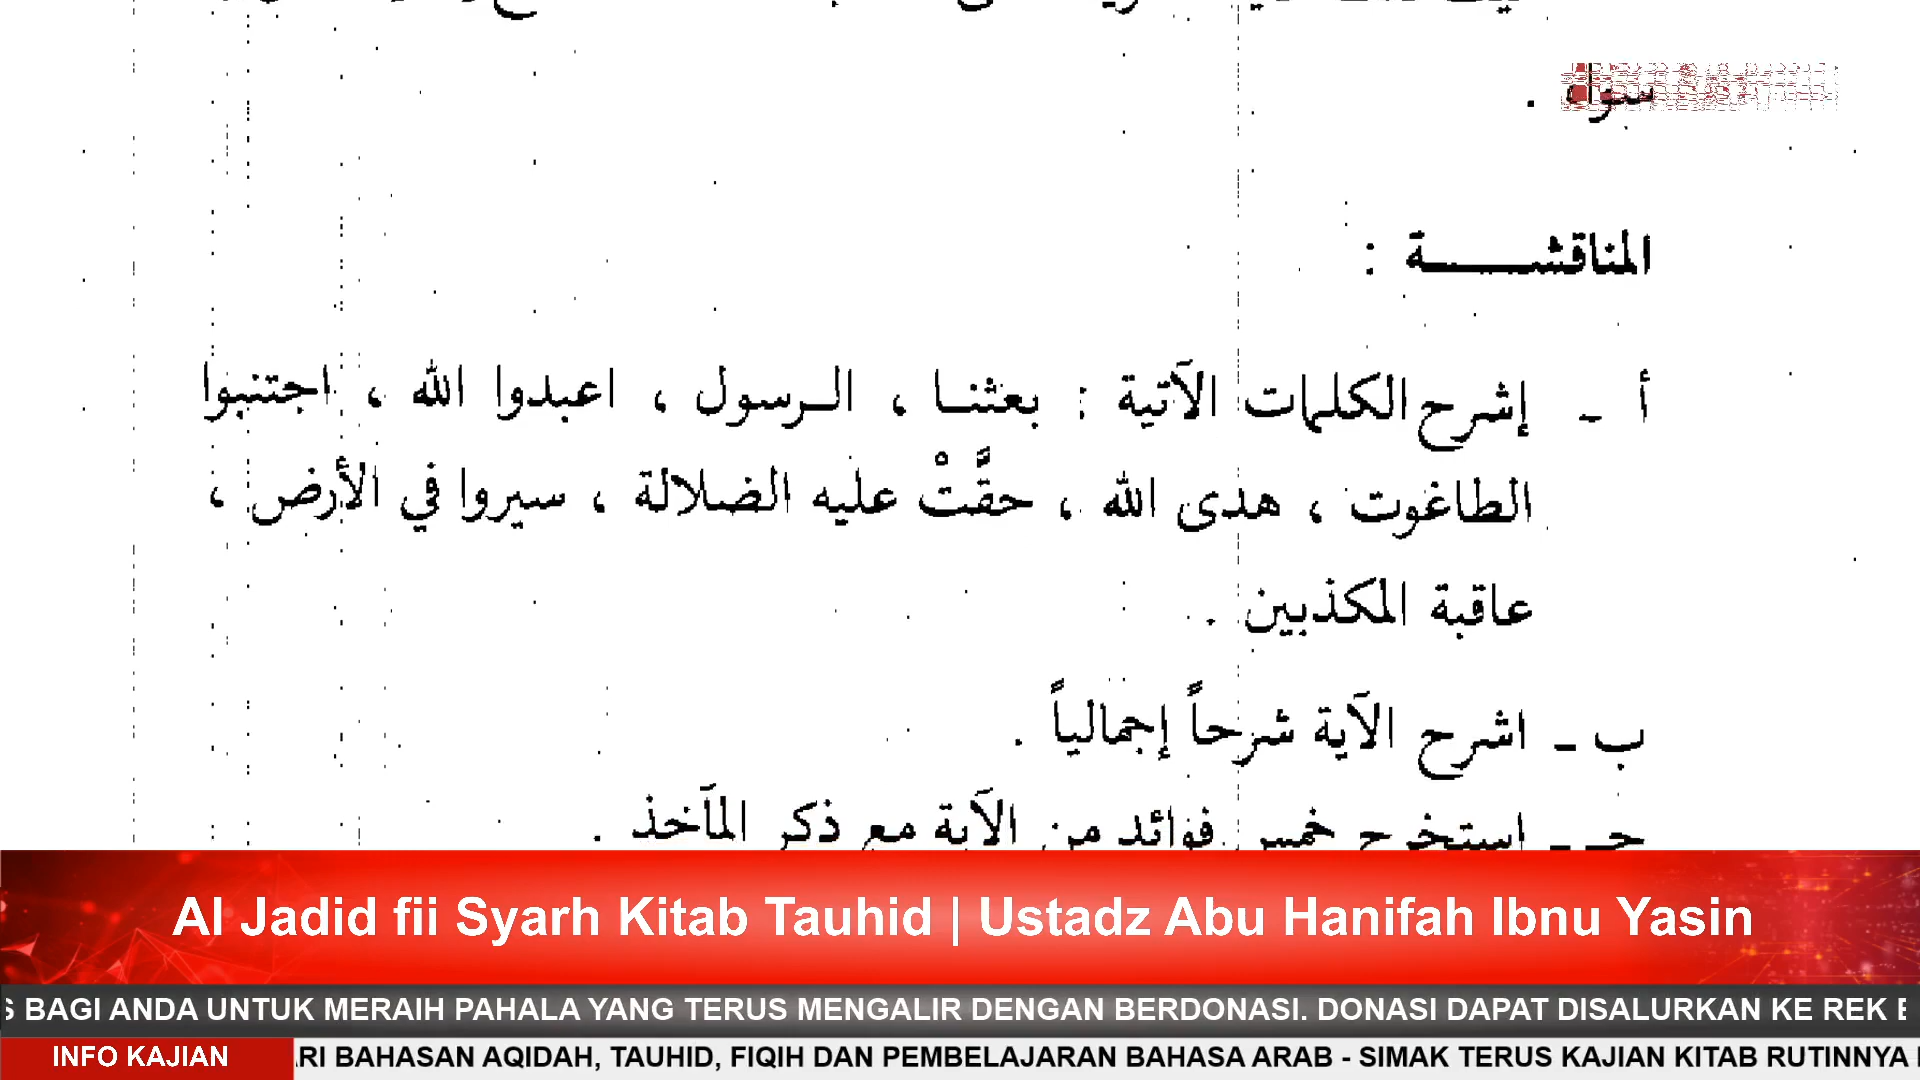 سواء .
المناقشــــــة :
أ ـ إشرح الكلمات الآتية : بعثنـا ، الـرسول ، اعبدوا الله ، اجتنبوا
الطاغوت ، هدى الله ، حقَّتْ عليه الضلالة ، سيروا في الأرض ،
عاقبة المكذبين .
ب ـ اشرح الآية شرحاً إجمالياً .
جـ ـ استخرج خمس فوائد من الآية مع ذكر المآخذ .
Al Jadid fii Syarh Kitab Tauhid | Ustadz Abu Hanifah Ibnu Yasin
BAGI ANDA UNTUK MERAIH PAHALA YANG TERUS MENGALIR DENGAN BERDONASI. DONASI DAPAT DISALURKAN KE REK
INFO KAJIAN
BAHASAN AQIDAH, TAUHID, FIQIH DAN PEMBELAJARAN BAHASA ARAB - SIMAK TERUS KAJIAN KITAB RUTINNYA